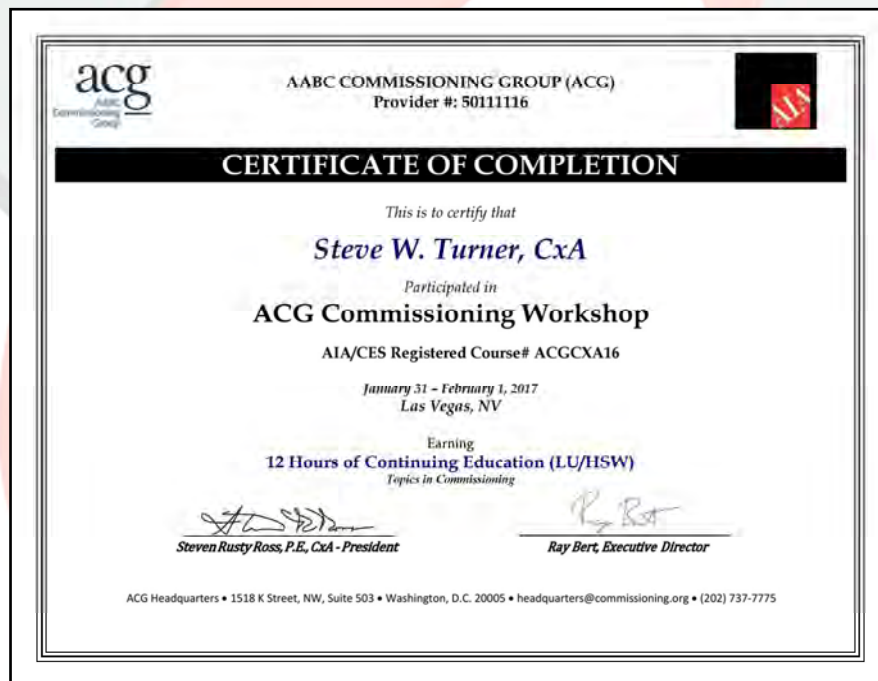 acg
AABC
Commissioning
Group
AABC COMMISSIONING GROUP (ACG)
Provider #: 50111116
AIA
CERTIFICATE OF COMPLETION
This is to certify that
Steve W. Turner, CxA
Participated in
ACG Commissioning Workshop
AIA/CES Registered Course# ACGCXA16
January 31 – February 1, 2017
Las Vegas, NV
Earning
12 Hours of Continuing Education (LU/HSW)
Topics in Commissioning
Steven Rusty Ross, P.E., CxA - President
Ray Bert, Executive Director
ACG Headquarters • 1518 K Street, NW, Suite 503 • Washington, D.C. 20005 • headquarters@commissioning.org • (202) 737-7775